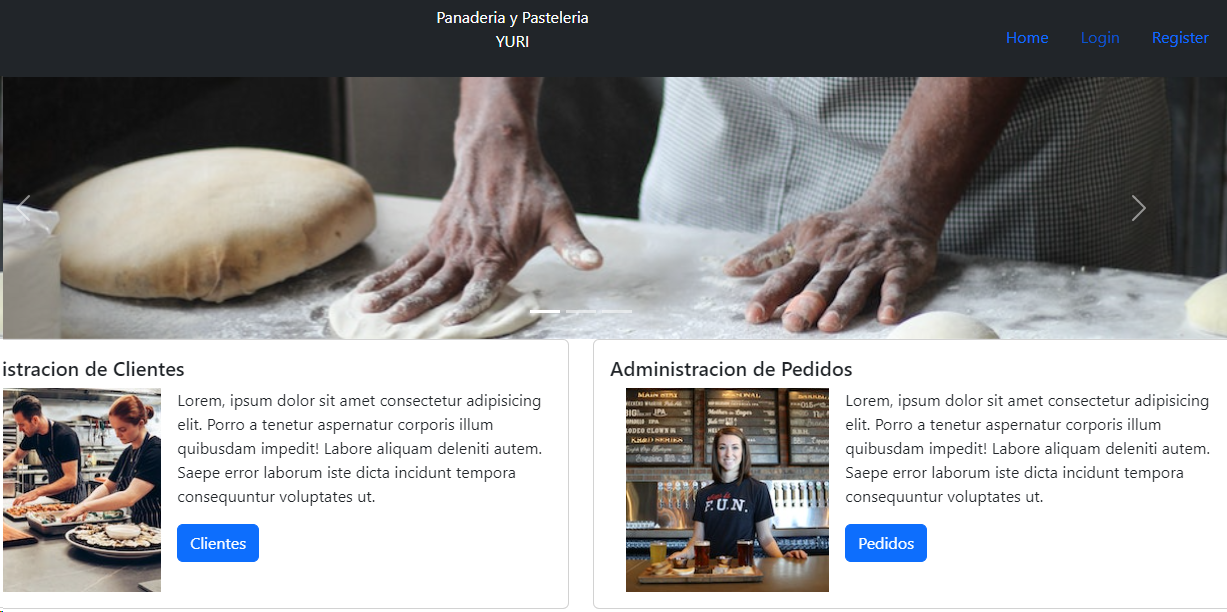 Panaderia y Pasteleria
YURI
Home Login Register
istracion de Clientes
Lorem, ipsum dolor sit amet consectetur adipisicing
elit. Porro a tenetur aspernatur corporis illum
quibusdam impedit! Labore aliquam deleniti autem.
Saepe error laborum iste dicta incidunt tempora
consequuntur voluptates ut.
Clientes
Administracion de Pedidos
F.U.N.
Lorem, ipsum dolor sit amet consectetur adipisicing
elit. Porro a tenetur aspernatur corporis illum
quibusdam impedit! Labore aliquam deleniti autem.
Saepe error laborum iste dicta incidunt tempora
consequuntur voluptates ut.
Pedidos